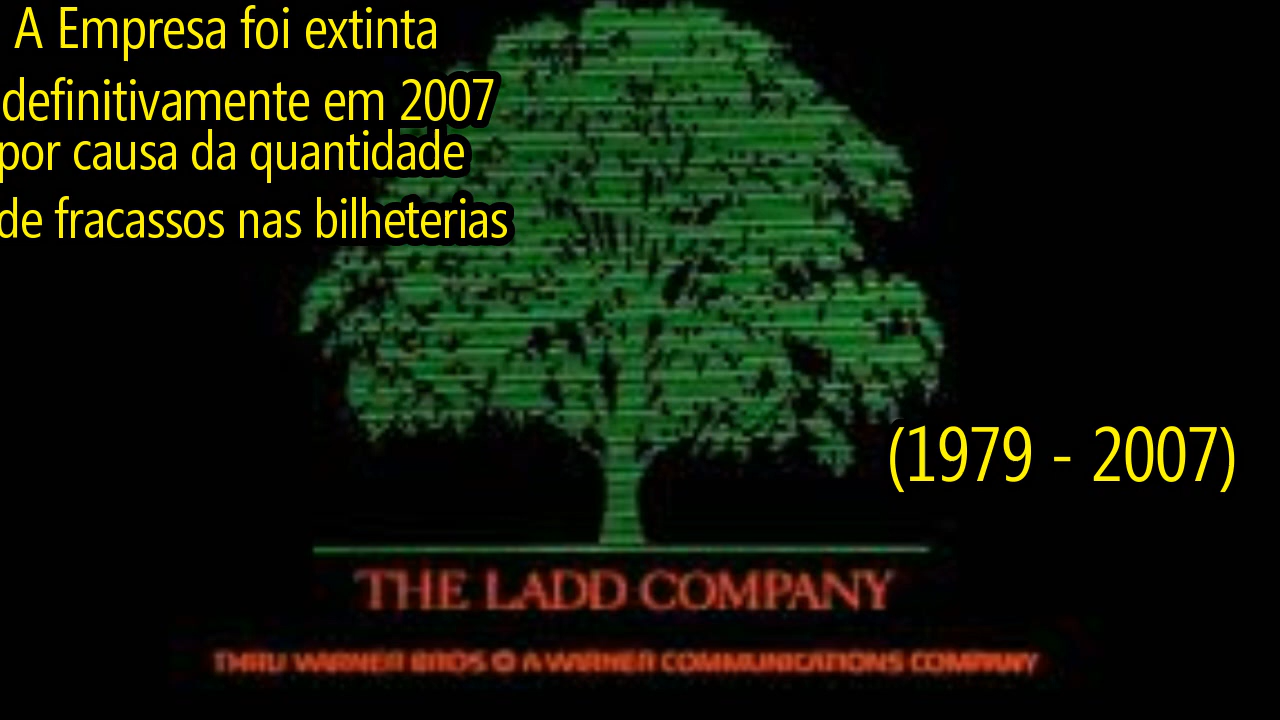 A Empresa foi extinta
definitivamente em 2007
por causa da quantidade
de fracassos nas bilheterias
(1979 - 2007)
THE LADD COMPANY
THRU WARNER BROS A WARNER COMMUNICATIONS COMPANY